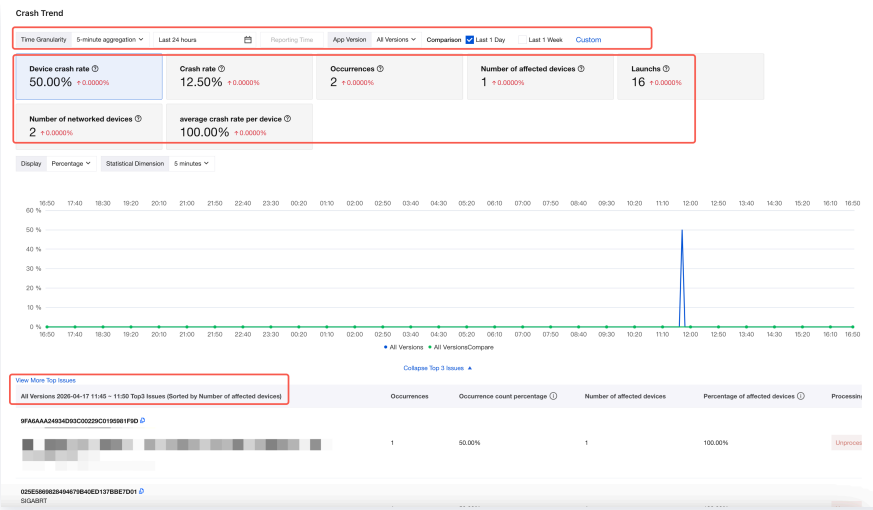 Crash Trend
Time Granularity 5-minute aggregation Last 24 hours Reporting Time App Version All Versions Comparison Last 1 Day Last 1 Week Custom
Device crash rate Crash rate Occurrences Number of affected devices Launchs
50.00% ↑0.0000% 12.50% ↑0.0000% 2 ↑0.0000% 1 ↑0.0000% 16 ↑0.0000%
Number of networked devices average crash rate per device
2 ↑0.0000% 100.00% ↑0.0000%
Display Percentage Statistical Dimension 5 minutes
16:50 17:40 18:30 19:20 20:10 21:00 21:50 22:40 23:30 00:20 01:10 02:00 02:50 03:40 04:30 05:20 06:10 07:00 07:50 08:40 09:30 10:20 11:10 12:00 12:50 13:40 14:30 15:20 16:10 16:50
60 %
50 %
40 %
30 %
20 %
10 %
0 %
16:50 17:40 18:30 19:20 20:10 21:00 21:50 22:40 23:30 00:20 01:10 02:00 02:50 03:40 04:30 05:20 06:10 07:00 07:50 08:40 09:30 10:20 11:10 12:00 12:50 13:40 14:30 15:20 16:10 16:50
All Versions All VersionsCompare
Collapse Top 3 Issues
View More Top Issues
All Versions 2026-04-17 11:45 ~ 11:50 Top3 Issues (Sorted by Number of affected devices) Occurrences Occurrence count percentage Number of affected devices Percentage of affected devices Processing
9FA6AAA24934D93C00229C0195981F9D
1 50.00% 1 100.00% Unproces
025E5869828494679B40ED137BBE7D01
SIGABRT